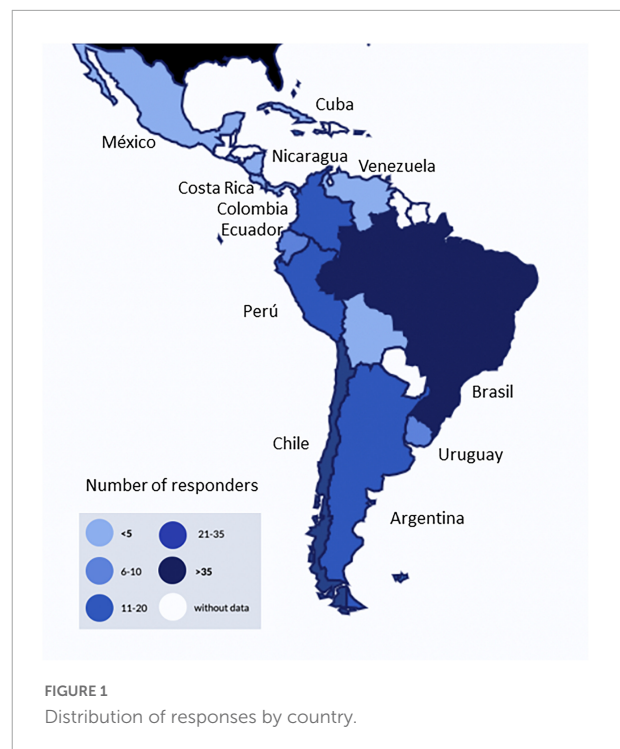 Cuba
México
Nicaragua
Venezuela
Costa Rica
Colombia
Ecuador
Perú
Brasil
Chile
Uruguay
Argentina
Number of responders
<5
21-35
6-10
>35
11-20
without data
FIGURE 1
Distribution of responses by country.